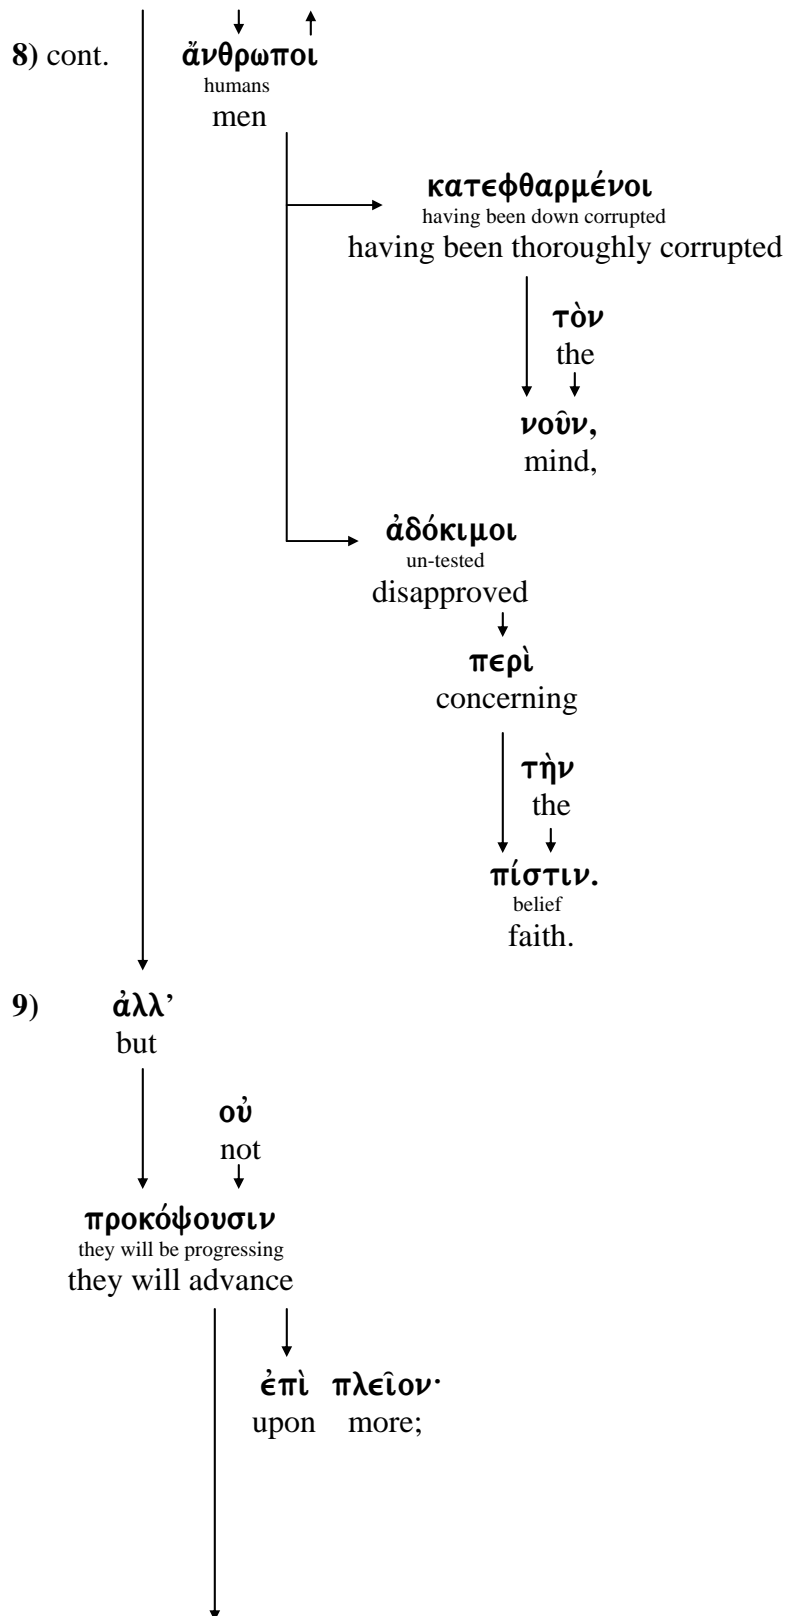 8) cont. ἄνθρωποι
humans
men
κατεφθαρμένοι
having been down corrupted
having been thoroughly corrupted
τὸν
the
νοῦν,
mind,
ἀδόκιμοι
un-tested
disapproved
περὶ
concerning
τὴν
the
πίστιν.
belief
faith.
9) ἀλλ’
but
οὐ
not
προκόψουσιν
they will be progressing
they will advance
ἐπὶ πλεῖον·
upon more;